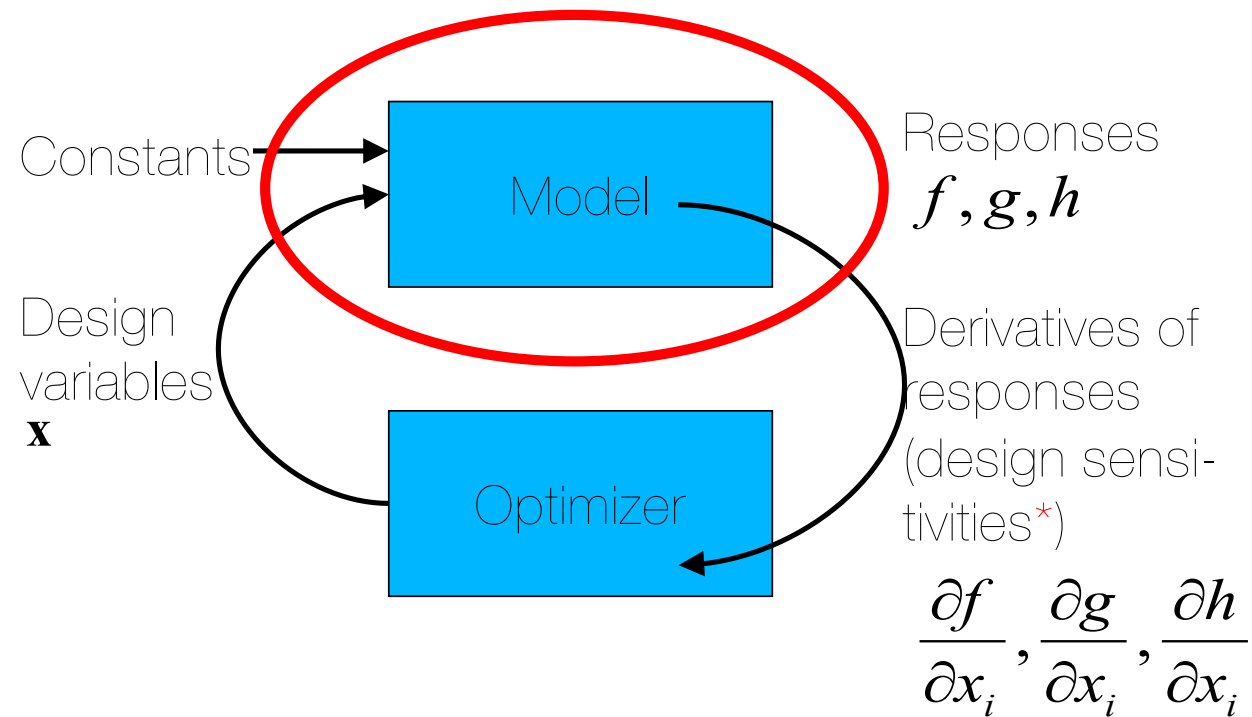 Constants
Model
Responses
f, g, h
Design
variables
x
Optimizer
Derivatives of
responses
(design sensi-
tivities*)
∂f/∂x_i, ∂g/∂x_i, ∂h/∂x_i